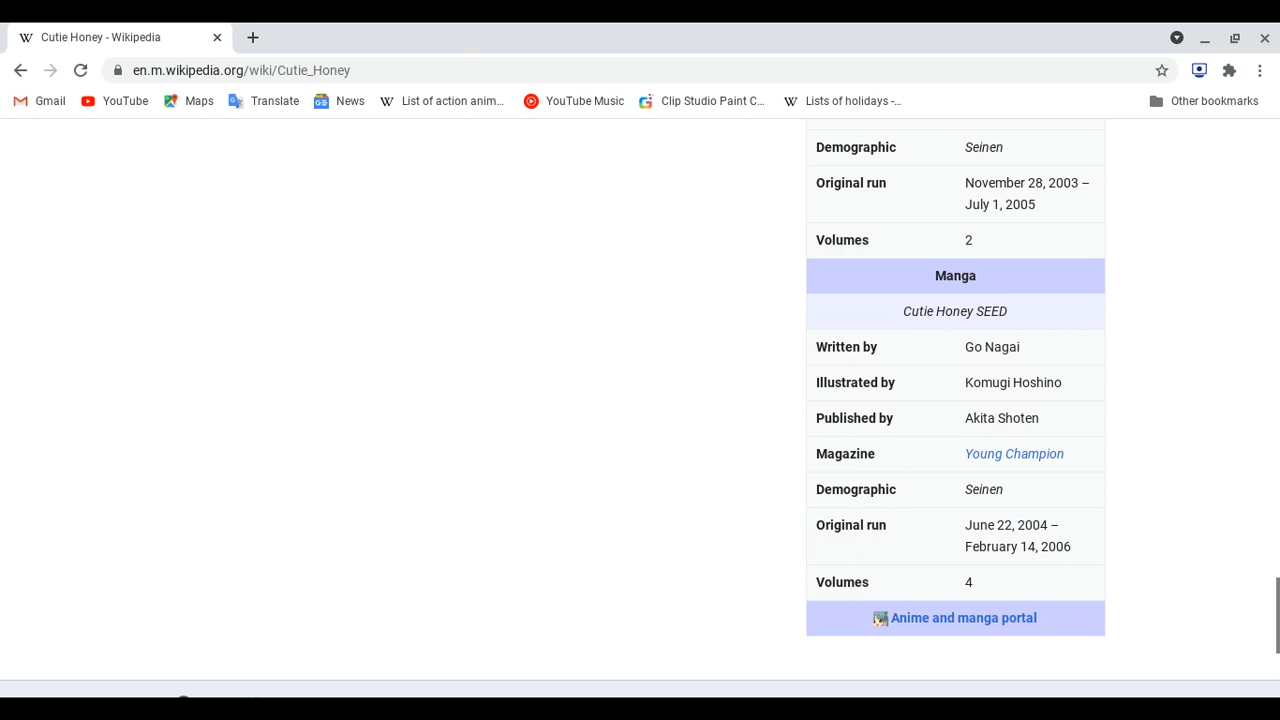 Cutie Honey - Wikipedia
en.m.wikipedia.org/wiki/Cutie_Honey
Gmail YouTube Maps Translate News List of action anim... YouTube Music Clip Studio Paint C... Lists of holidays -... Other bookmarks
Demographic Seinen
Original run November 28, 2003 –
July 1, 2005
Volumes 2
Manga
Cutie Honey SEED
Written by Go Nagai
Illustrated by Komugi Hoshino
Published by Akita Shoten
Magazine Young Champion
Demographic Seinen
Original run June 22, 2004 –
February 14, 2006
Volumes 4
Anime and manga portal